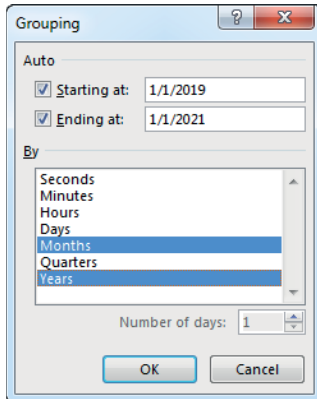 Grouping
Auto
Starting at: 1/1/2019
Ending at: 1/1/2021
By
Seconds
Minutes
Hours
Days
Months
Quarters
Years
Number of days: 1
OK Cancel